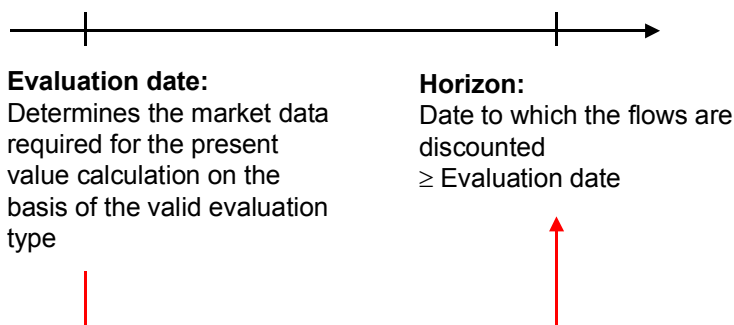 Evaluation date:
Determines the market data
required for the present
value calculation on the
basis of the valid evaluation
type
Horizon:
Date to which the flows are
discounted
≥ Evaluation date